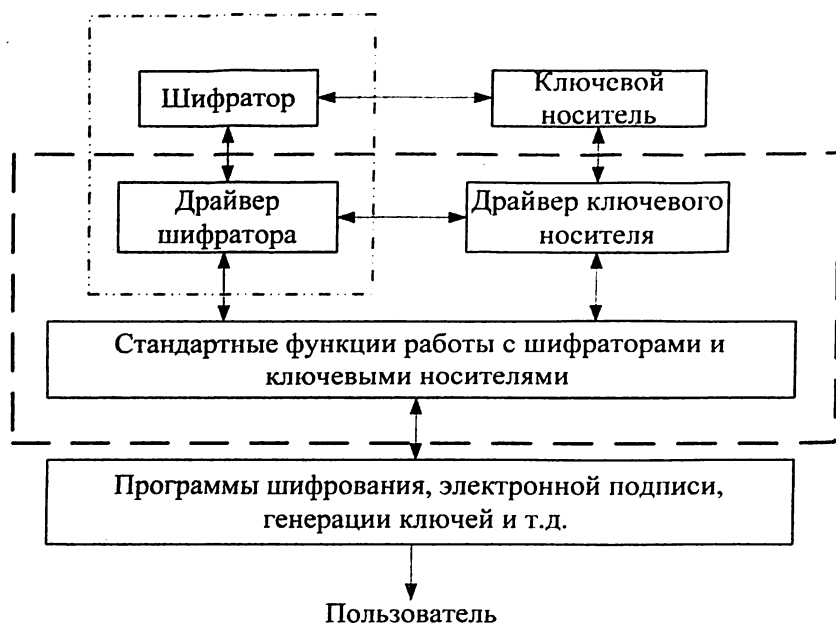 Шифратор
Ключевой
носитель
Драйвер
шифратора
Драйвер ключевого
носителя
Стандартные функции работы с шифраторами и
ключевыми носителями
Программы шифрования, электронной подписи,
генерации ключей и т.д.
Пользователь